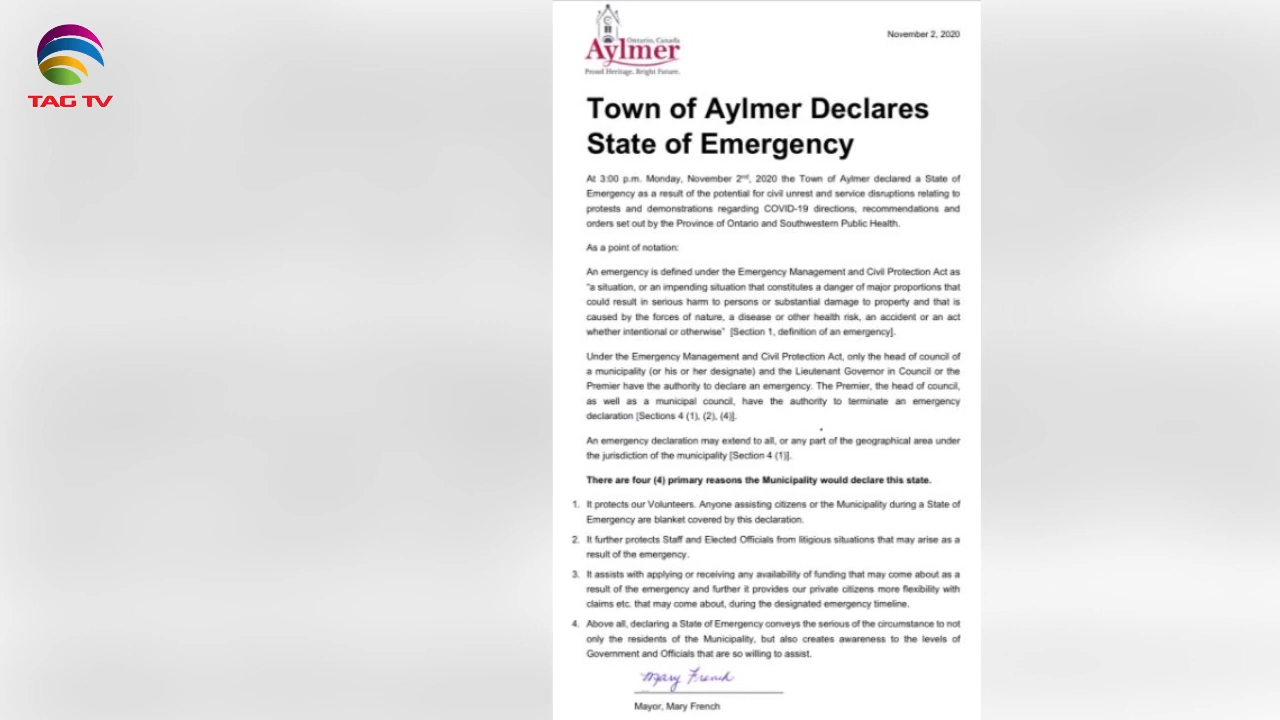 TAG TV
Ontario, Canada
Aylmer
Proud Heritage. Bright Future.
November 2, 2020
Town of Aylmer Declares
State of Emergency
At 3:00 p.m. Monday, November 2nd, 2020 the Town of Aylmer declared a State of
Emergency as a result of the potential for civil unrest and service disruptions relating to
protests and demonstrations regarding COVID-19 directions, recommendations and
orders set out by the Province of Ontario and Southwestern Public Health.
As a point of notation:
An emergency is defined under the Emergency Management and Civil Protection Act as
"a situation, or an impending situation that constitutes a danger of major proportions that
could result in serious harm to persons or substantial damage to property and that is
caused by the forces of nature, a disease or other health risk, an accident or an act
whether intentional or otherwise" [Section 1, definition of an emergency].
Under the Emergency Management and Civil Protection Act, only the head of council of
a municipality (or his or her designate) and the Lieutenant Governor in Council or the
Premier have the authority to declare an emergency. The Premier, the head of council,
as well as a municipal council, have the authority to terminate an emergency
declaration [Sections 4 (1), (2), (4)].
An emergency declaration may extend to all, or any part of the geographical area under
the jurisdiction of the municipality [Section 4 (1)].
There are four (4) primary reasons the Municipality would declare this state.
1. It protects our Volunteers. Anyone assisting citizens or the Municipality during a State of
Emergency are blanket covered by this declaration.
2. It further protects Staff and Elected Officials from litigious situations that may arise as a
result of the emergency.
3. It assists with applying or receiving any availability of funding that may come about as a
result of the emergency and further it provides our private citizens more flexibility with
claims etc. that may come about, during the designated emergency timeline.
4. Above all, declaring a State of Emergency conveys the serious of the circumstance to not
only the residents of the Municipality, but also creates awareness to the levels of
Government and Officials that are so willing to assist.
Mary French
Mayor, Mary French